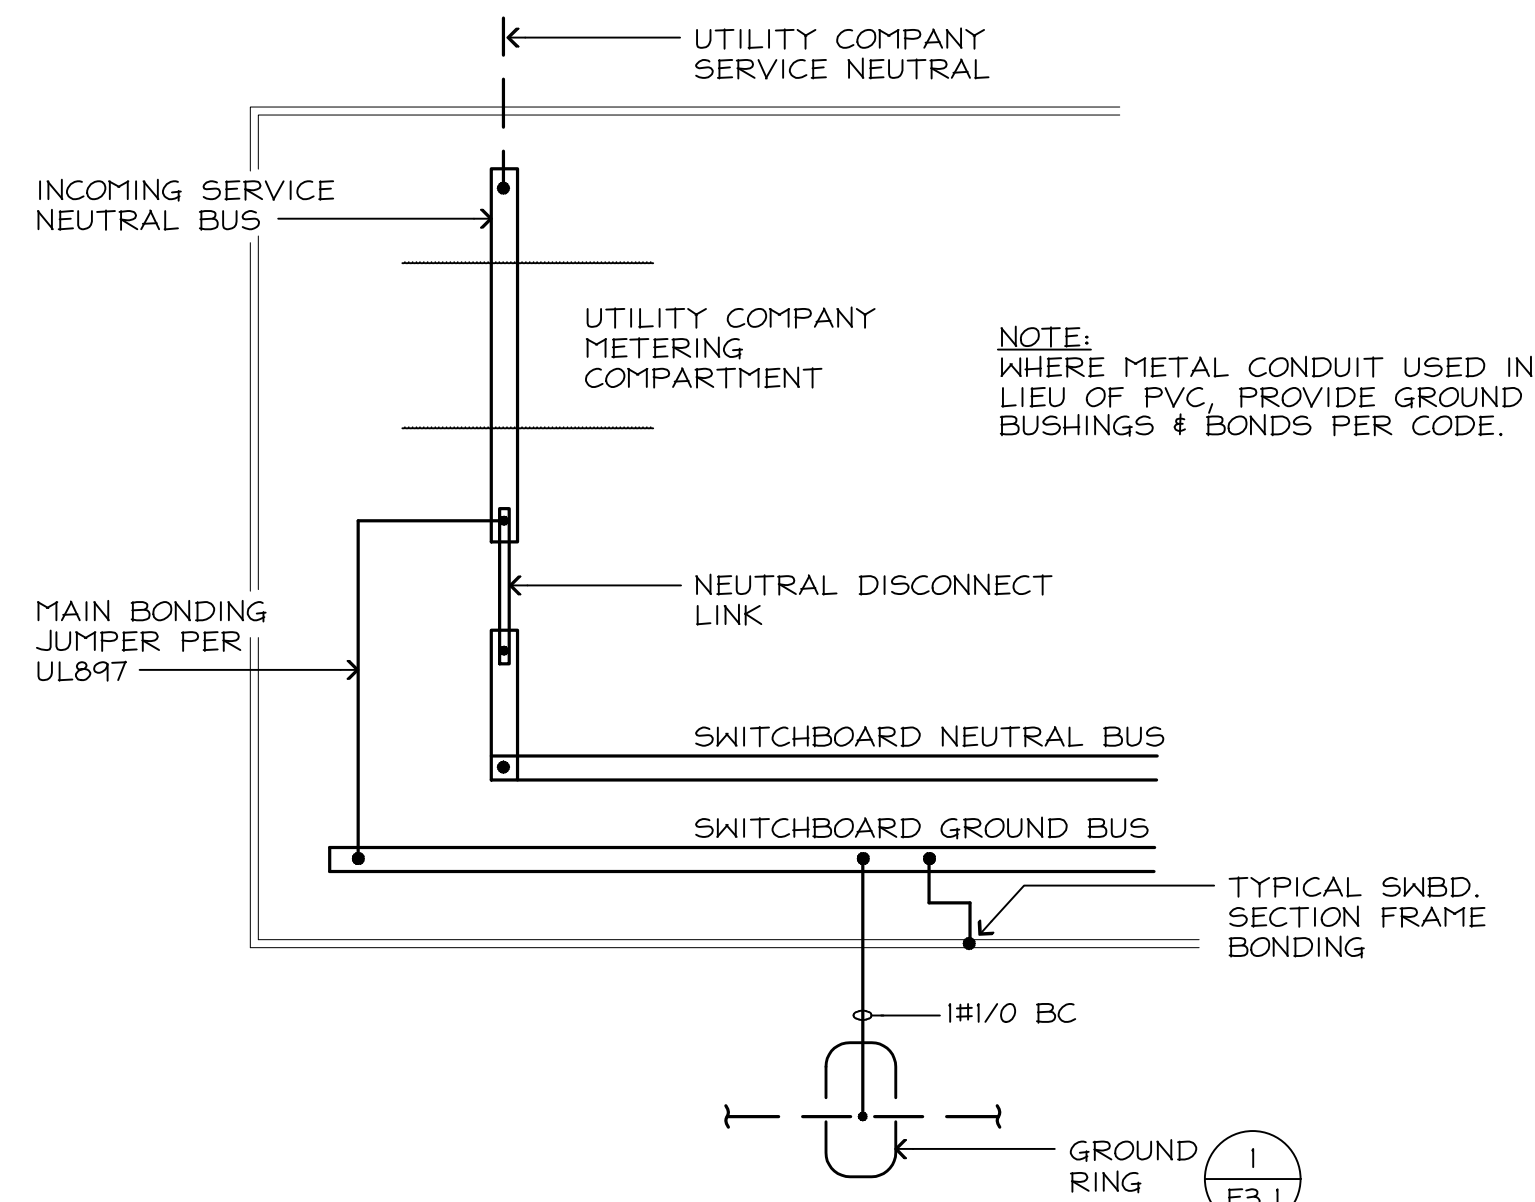 UTILITY COMPANY
SERVICE NEUTRAL
INCOMING SERVICE
NEUTRAL BUS
UTILITY COMPANY
METERING
COMPARTMENT
NOTE:
WHERE METAL CONDUIT USED IN
LIEU OF PVC, PROVIDE GROUND
BUSHINGS & BONDS PER CODE.
NEUTRAL DISCONNECT
LINK
MAIN BONDING
JUMPER PER
UL897
SWITCHBOARD NEUTRAL BUS
SWITCHBOARD GROUND BUS
TYPICAL SWBD.
SECTION FRAME
BONDING
1#1/0 BC
GROUND
RING
1